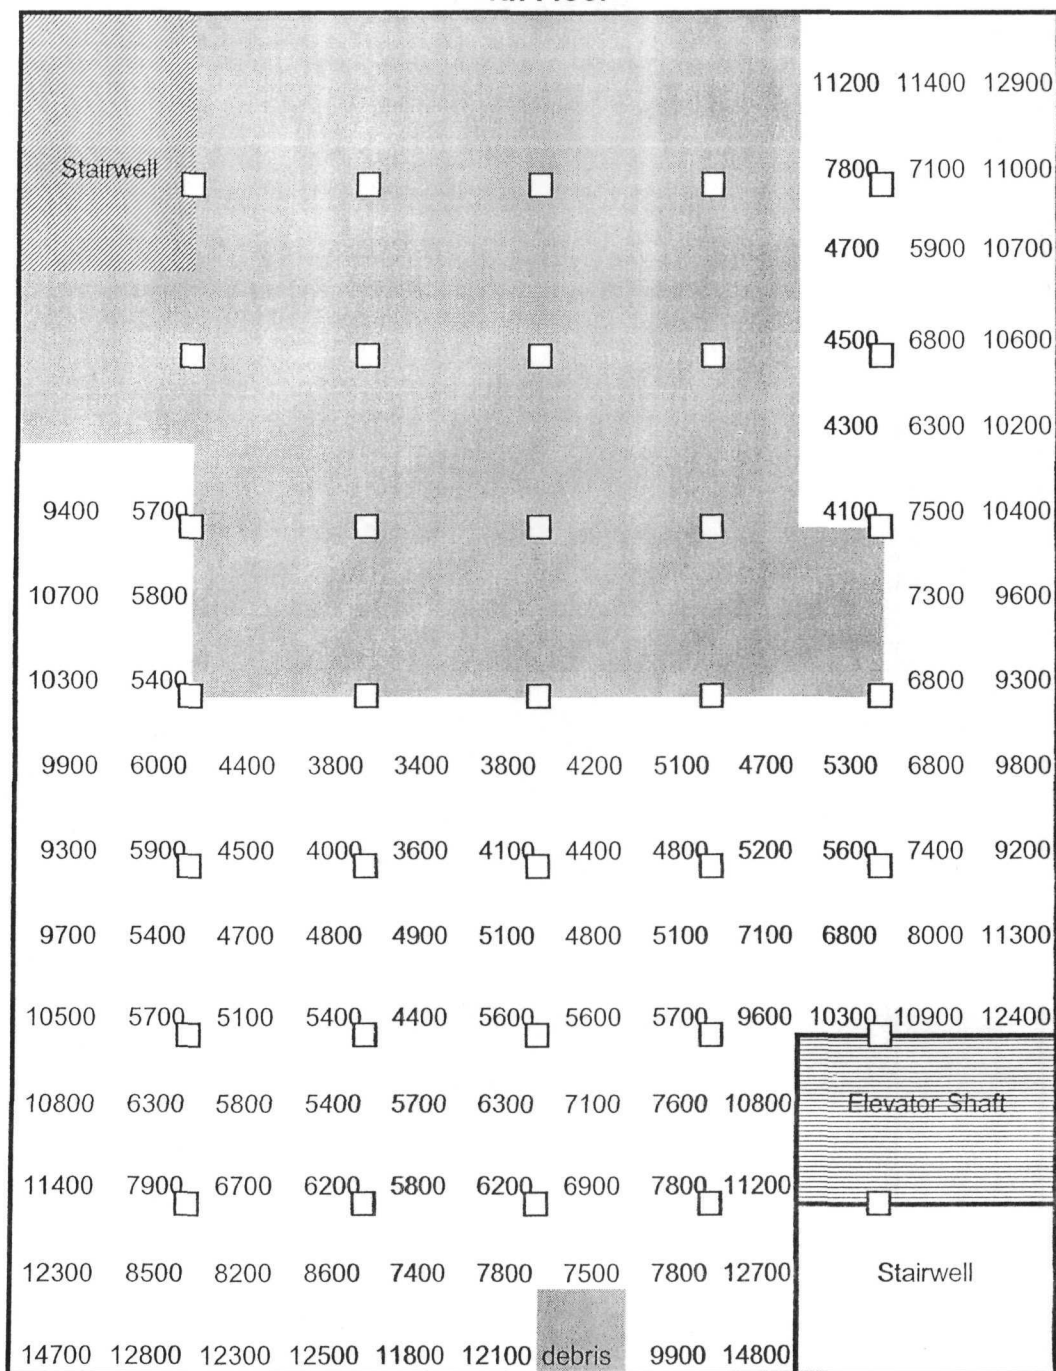 11200 11400 12900
Stairwell 7800 7100 11000
4700 5900 10700
4500 6800 10600
4300 6300 10200
9400 5700 4100 7500 10400
10700 5800 7300 9600
10300 5400 6800 9300
9900 6000 4400 3800 3400 3800 4200 5100 4700 5300 6800 9800
9300 5900 4500 4000 3600 4100 4400 4800 5200 5600 7400 9200
9700 5400 4700 4800 4900 5100 4800 5100 7100 6800 8000 11300
10500 5700 5100 5400 4400 5600 5600 5700 9600 10300 10900 12400
10800 6300 5800 5400 5700 6300 7100 7600 10800 Elevator Shaft
11400 7900 6700 6200 5800 6200 6900 7800 11200
12300 8500 8200 8600 7400 7800 7500 7800 12700 Stairwell
14700 12800 12300 12500 11800 12100 debris 9900 14800